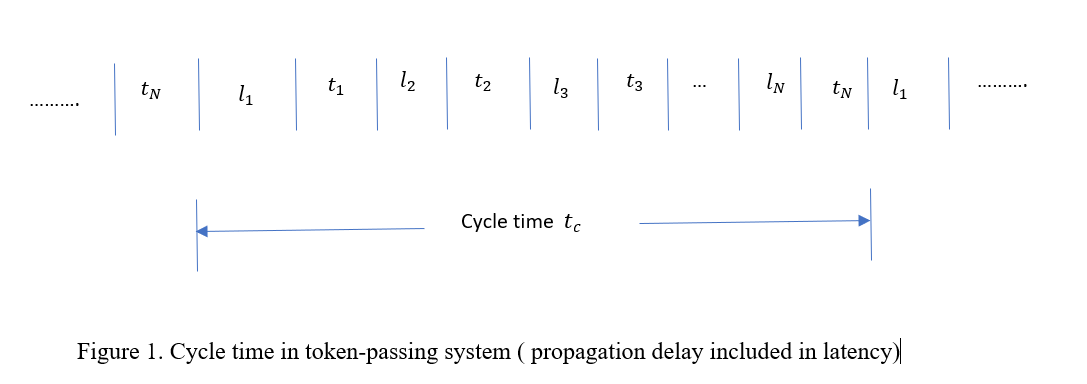 .......... t_N l_1 t_1 l_2 t_2 l_3 t_3 ... l_N t_N l_1 ..........
Cycle time t_c
Figure 1. Cycle time in token-passing system ( propagation delay included in latency)